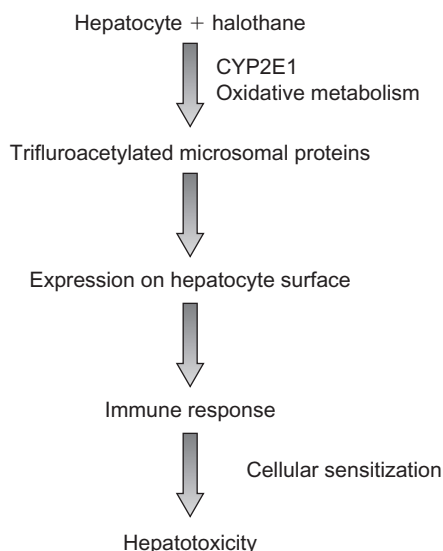 Hepatocyte + halothane
CYP2E1
Oxidative metabolism
Trifluroacetylated microsomal proteins
Expression on hepatocyte surface
Immune response
Cellular sensitization
Hepatotoxicity